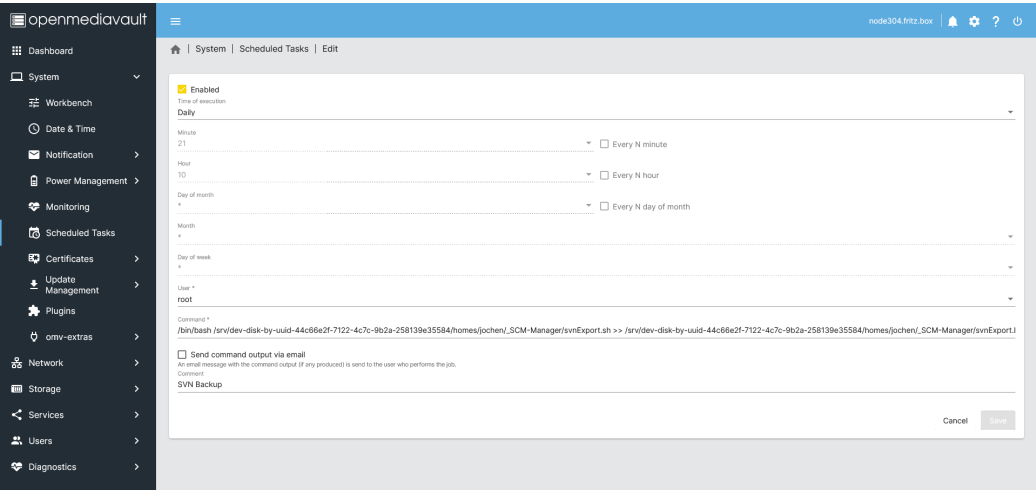 openmediavault
node304.fritz.box
Dashboard
System
Workbench
Date & Time
Notification
Power Management
Monitoring
Scheduled Tasks
Certificates
Update
Management
Plugins
omv-extras
Network
Storage
Services
Users
Diagnostics
| System | Scheduled Tasks | Edit
Enabled
Time of execution
Daily
Minute
21
Every N minute
Hour
10
Every N hour
Day of month
*
Every N day of month
Month
*
Day of week
*
User *
root
Command *
/bin/bash /srv/dev-disk-by-uuid-44c66e2f-7122-4c7c-9b2a-258139e35584/homes/jochen/_SCM-Manager/svnExport.sh >> /srv/dev-disk-by-uuid-44c66e2f-7122-4c7c-9b2a-258139e35584/homes/jochen/_SCM-Manager/svnExport.l
Send command output via email
An email message with the command output (if any produced) is send to the user who performs the job.
Comment
SVN Backup
Cancel
Save